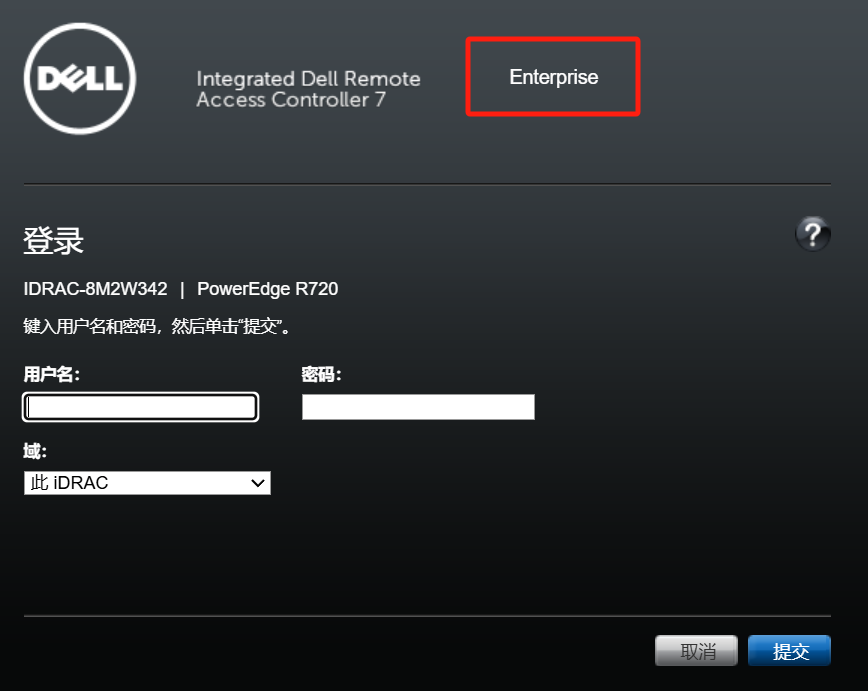 DELL
Integrated Dell Remote
Access Controller 7
Enterprise
登录
?
IDRAC-8M2W342 | PowerEdge R720
键入用户名和密码，然后单击“提交”。
用户名：
密码：
域：
此 iDRAC
取消
提交